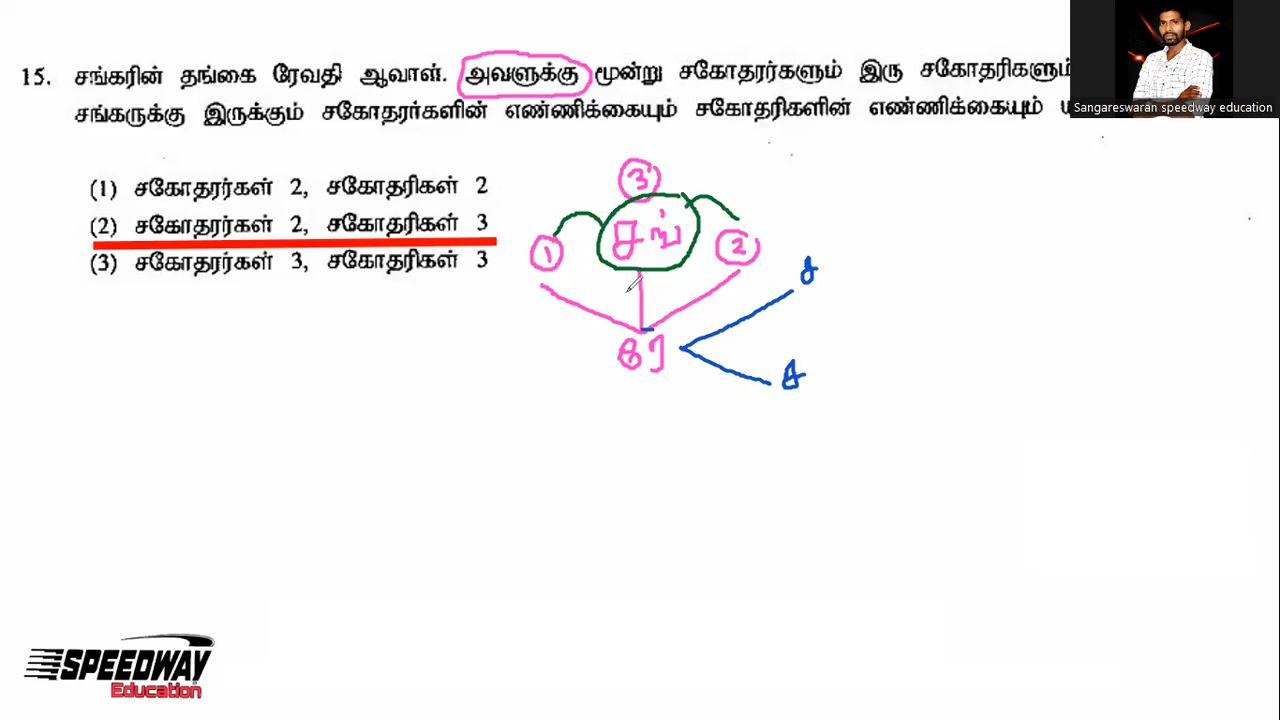 Sangareswaran speedway education
15. சங்கரின் தங்கை ரேவதி ஆவாள். அவளுக்கு மூன்று சகோதரர்களும் இரு சகோதரிகளும்
சங்கருக்கு இருக்கும் சகோதரர்களின் எண்ணிக்கையும் சகோதரிகளின் எண்ணிக்கையும்
(1) சகோதரர்கள் 2, சகோதரிகள் 2
(2) சகோதரர்கள் 2, சகோதரிகள் 3
(3) சகோதரர்கள் 3, சகோதரிகள் 3
3
1 சங் 2
ச
ரே
ச
SPEEDWAY
Education